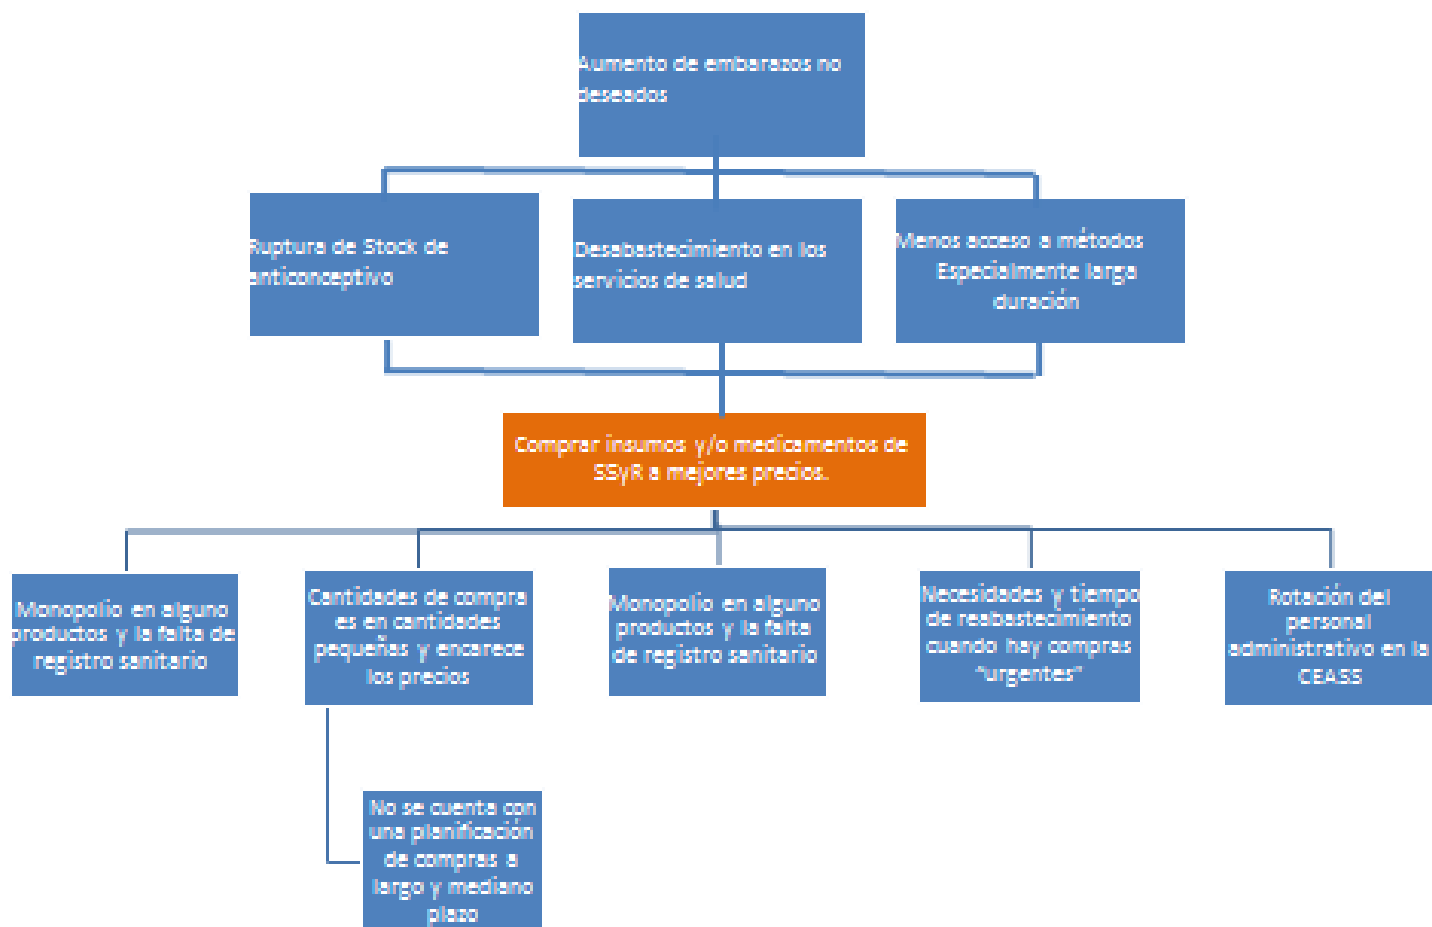 Aumento de embarazos no
deseados
Ruptura de Stock de
anticonceptivo
Desabastecimiento en los
servicios de salud
Menos acceso a métodos
Especialmente larga
duración
Comprar insumos y/o medicamentos de
SSyR a mejores precios.
Monopolio en alguno
productos y la falta de
registro sanitario
Cantidades de compra
es en cantidades
pequeñas y encarece
los precios
Monopolio en alguno
productos y la falta
de registro sanitario
Necesidades y tiempo
de reabastecimiento
cuando hay compras
“urgentes”
Rotación del
personal
administrativo en la
CEASS
No se cuenta con
una planificación
de compras a
largo y mediano
plazo